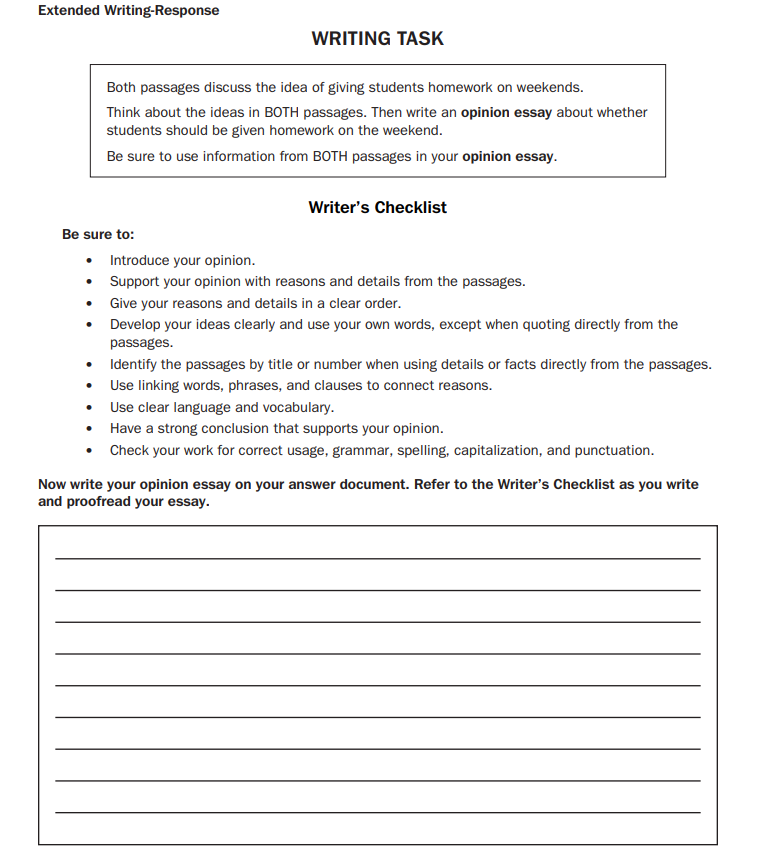 Extended Writing-Response
WRITING TASK
Both passages discuss the idea of giving students homework on weekends.
Think about the ideas in BOTH passages. Then write an opinion essay about whether
students should be given homework on the weekend.
Be sure to use information from BOTH passages in your opinion essay.
Writer’s Checklist
Be sure to:
• Introduce your opinion.
• Support your opinion with reasons and details from the passages.
• Give your reasons and details in a clear order.
• Develop your ideas clearly and use your own words, except when quoting directly from the
passages.
• Identify the passages by title or number when using details or facts directly from the passages.
• Use linking words, phrases, and clauses to connect reasons.
• Use clear language and vocabulary.
• Have a strong conclusion that supports your opinion.
• Check your work for correct usage, grammar, spelling, capitalization, and punctuation.
Now write your opinion essay on your answer document. Refer to the Writer’s Checklist as you write
and proofread your essay.